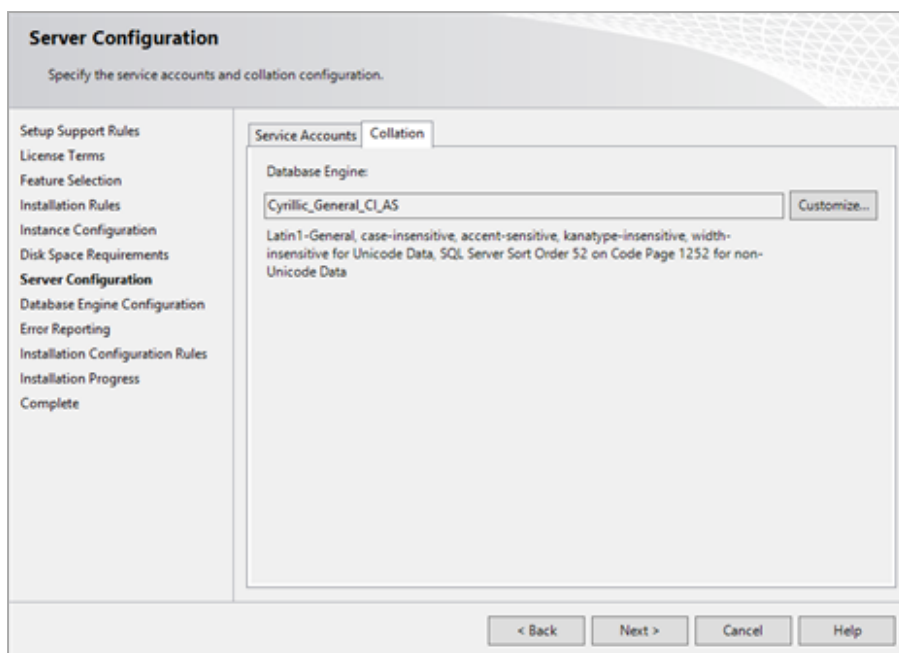 Server Configuration
Specify the service accounts and collation configuration.
Setup Support Rules
License Terms
Feature Selection
Installation Rules
Instance Configuration
Disk Space Requirements
Server Configuration
Database Engine Configuration
Error Reporting
Installation Configuration Rules
Installation Progress
Complete
Service Accounts Collation
Database Engine:
Cyrillic_General_CI_AS Customize...
Latin1-General, case-insensitive, accent-sensitive, kanatype-insensitive, width-
insensitive for Unicode Data, SQL Server Sort Order 52 on Code Page 1252 for non-
Unicode Data
< Back Next > Cancel Help